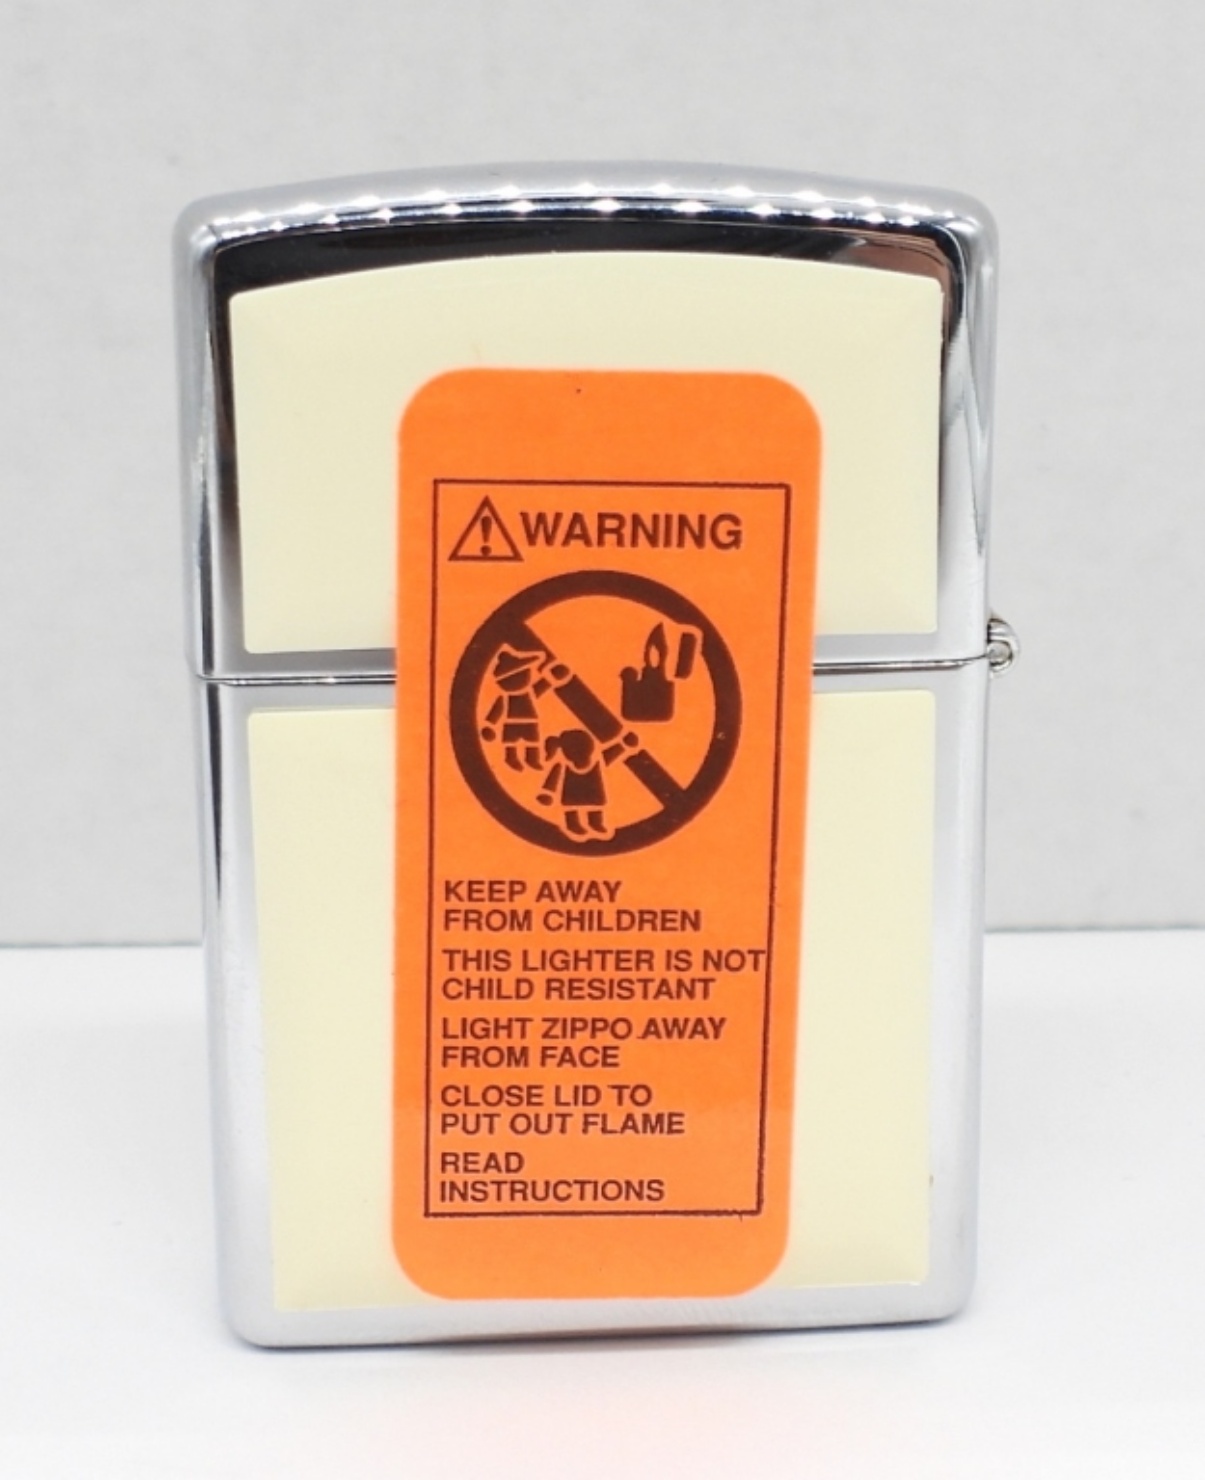 WARNING
KEEP AWAY
FROM CHILDREN
THIS LIGHTER IS NOT
CHILD RESISTANT
LIGHT ZIPPO AWAY
FROM FACE
CLOSE LID TO
PUT OUT FLAME
READ
INSTRUCTIONS